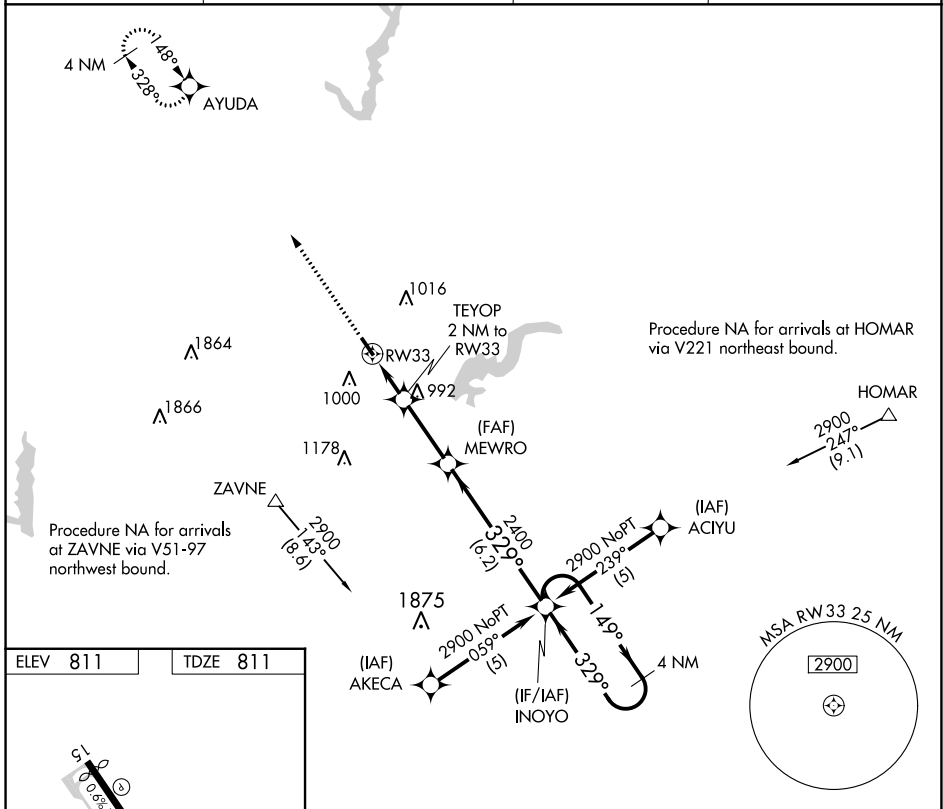 4 NM
148°
328°
AYUDA
1016
TEYOP
2 NM to
RW33
Procedure NA for arrivals at HOMAR
via V221 northeast bound.
1864
RW33
1000
992
HOMAR
1866
2900
247°
(9.1)
(FAF)
MEWRO
1178
ZAVNE
(IAF)
ACIYU
Procedure NA for arrivals
at ZAVNE via V51-97
northwest bound.
2900
143°
(8.6)
2400
329°
(6.2)
2900 NoPT
239°
(5)
1875
2900 NoPT
059°
(5)
149°
329°
4 NM
MSA RW33 25 NM
2900
ELEV 811
TDZE 811
(IAF)
AKECA
(IF/IAF)
INOYO
15
P
0.6%